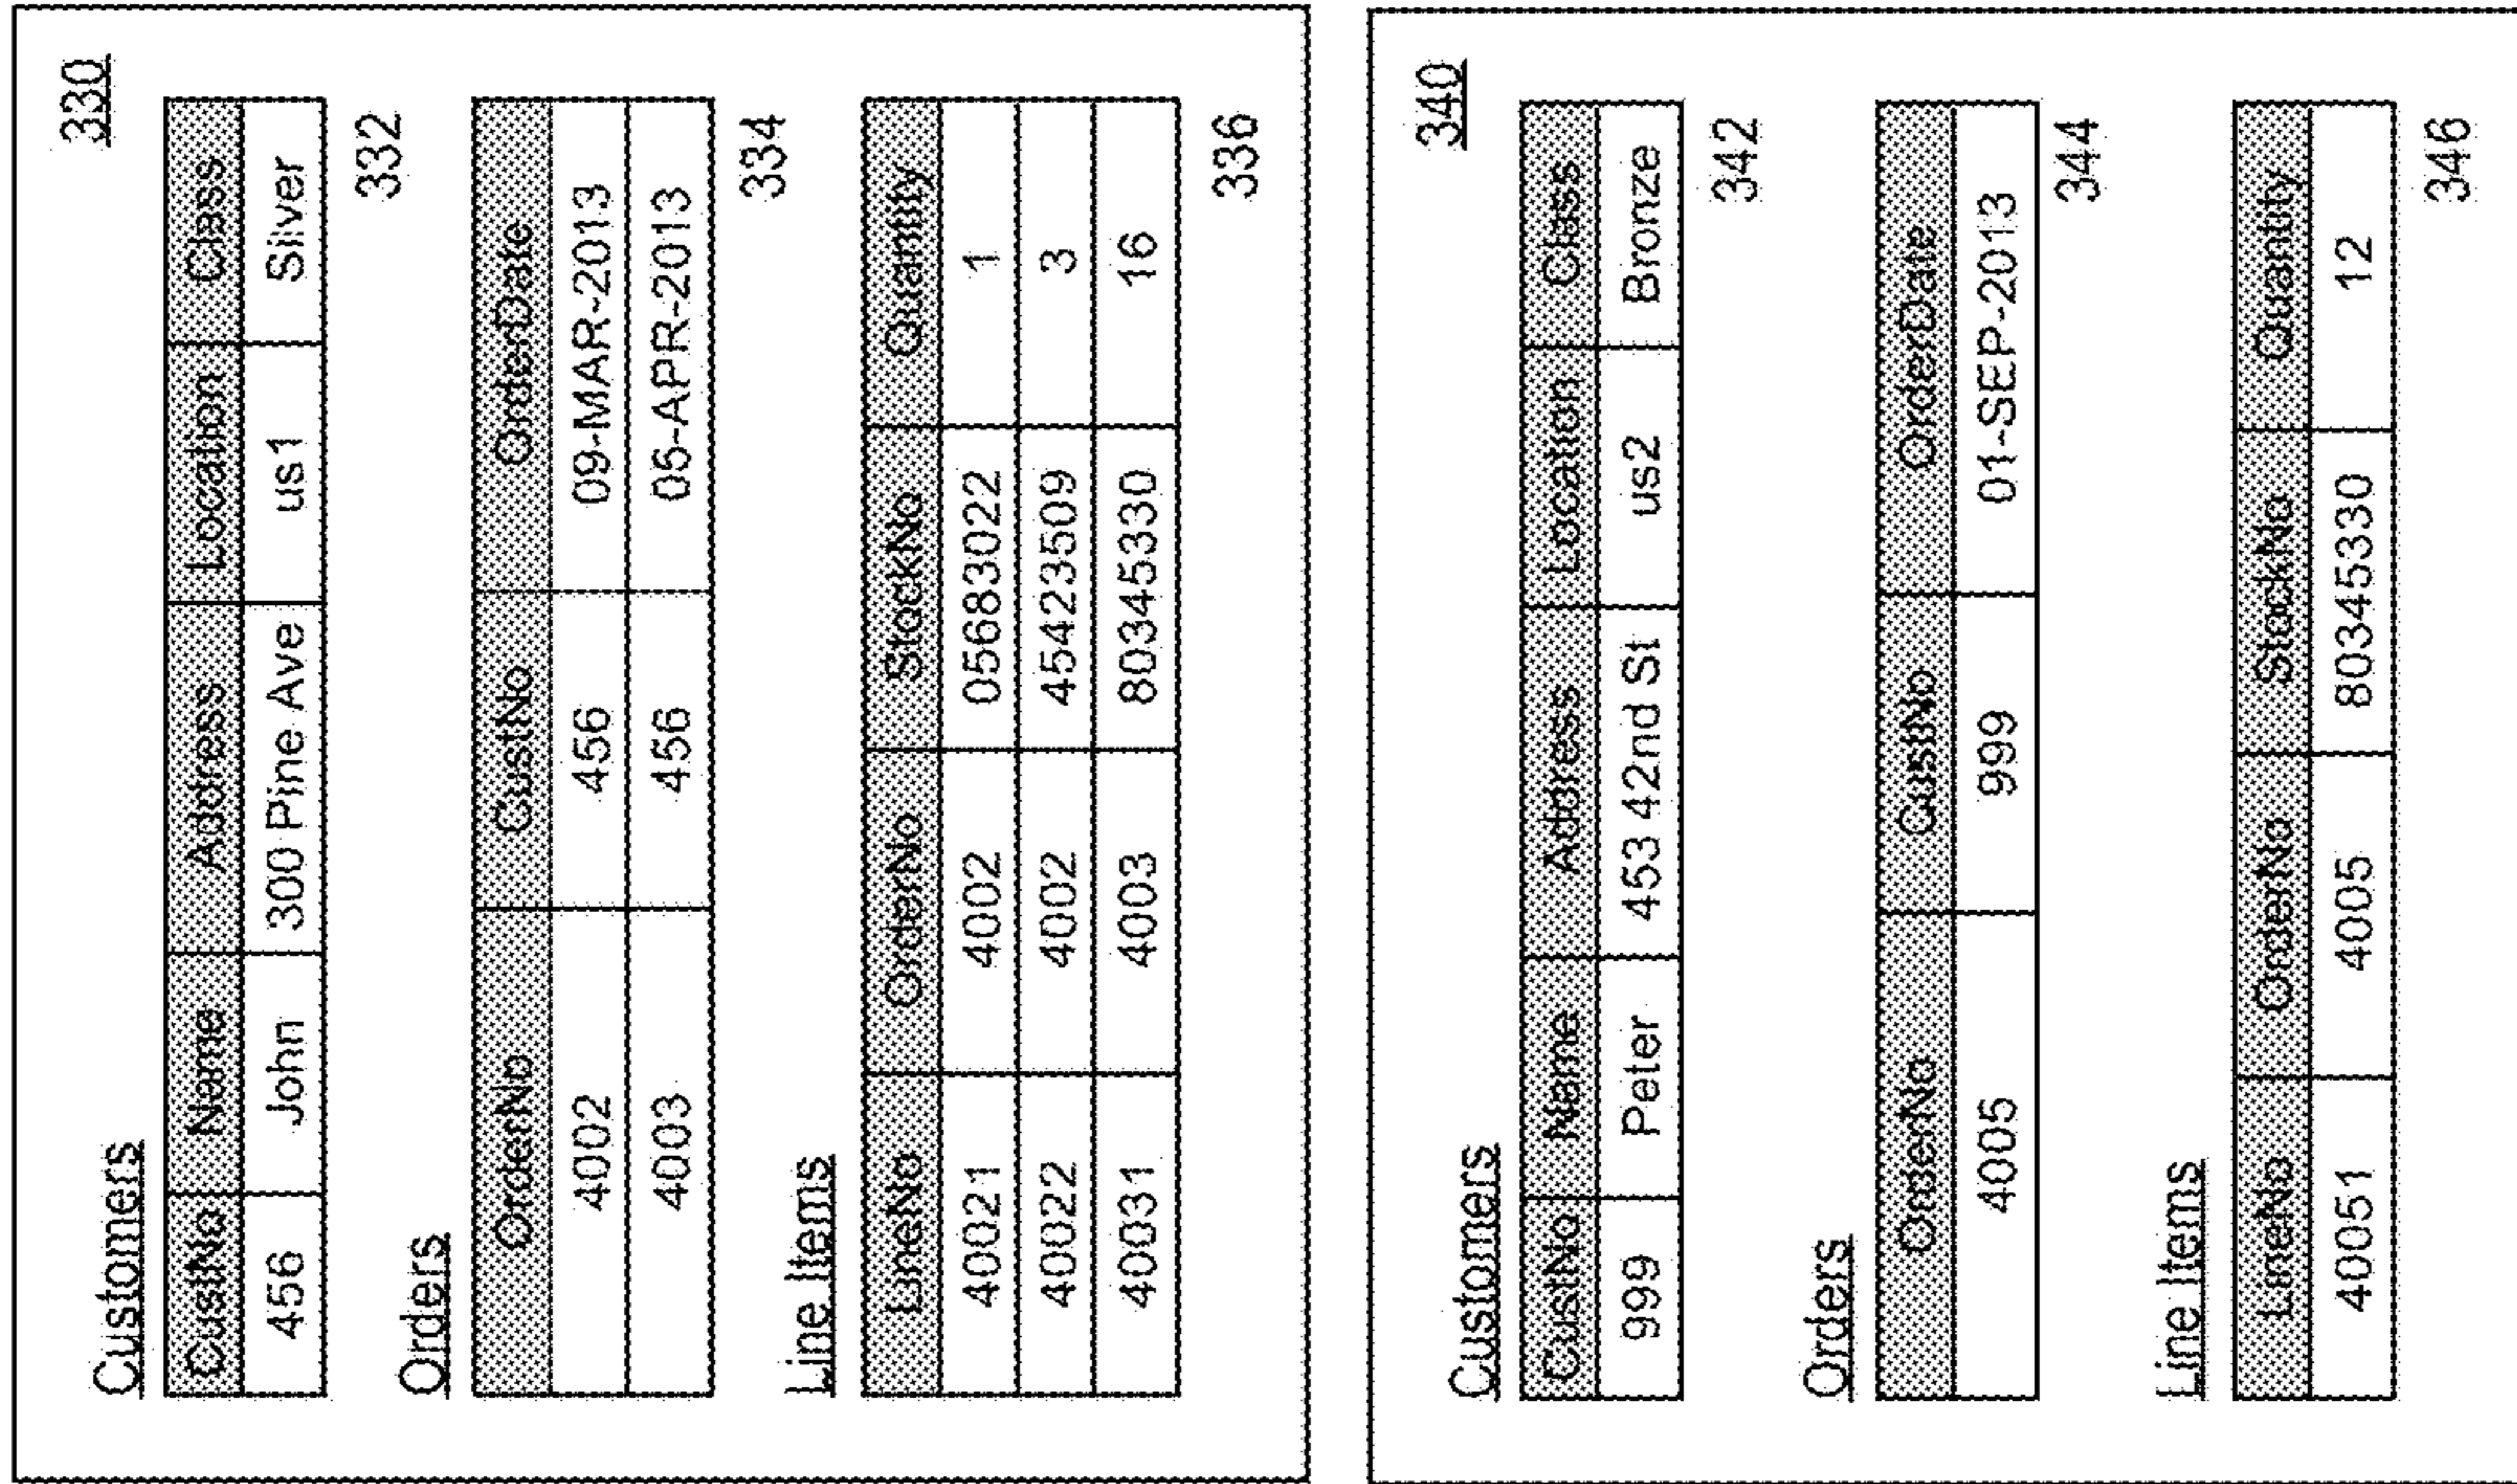 330
Customers
CustNo Name Address Location Class
456 John 300 Pine Ave us1 Silver
332
Orders
OrderNo CustNo OrderDate
4002 456 09-MAR-2013
4003 456 05-APR-2013
334
Line Items
LineNo OrderNo StockNo Quantity
40021 4002 05683022 1
40022 4002 45423509 3
40031 4003 80345330 16
336
340
Customers
CustNo Name Address Location Class
999 Peter 453 42nd St us2 Bronze
342
Orders
OrderNo CustNo OrderDate
4005 999 01-SEP-2013
344
Line Items
LineNo OrderNo StockNo Quantity
40051 4005 80345330 12
346